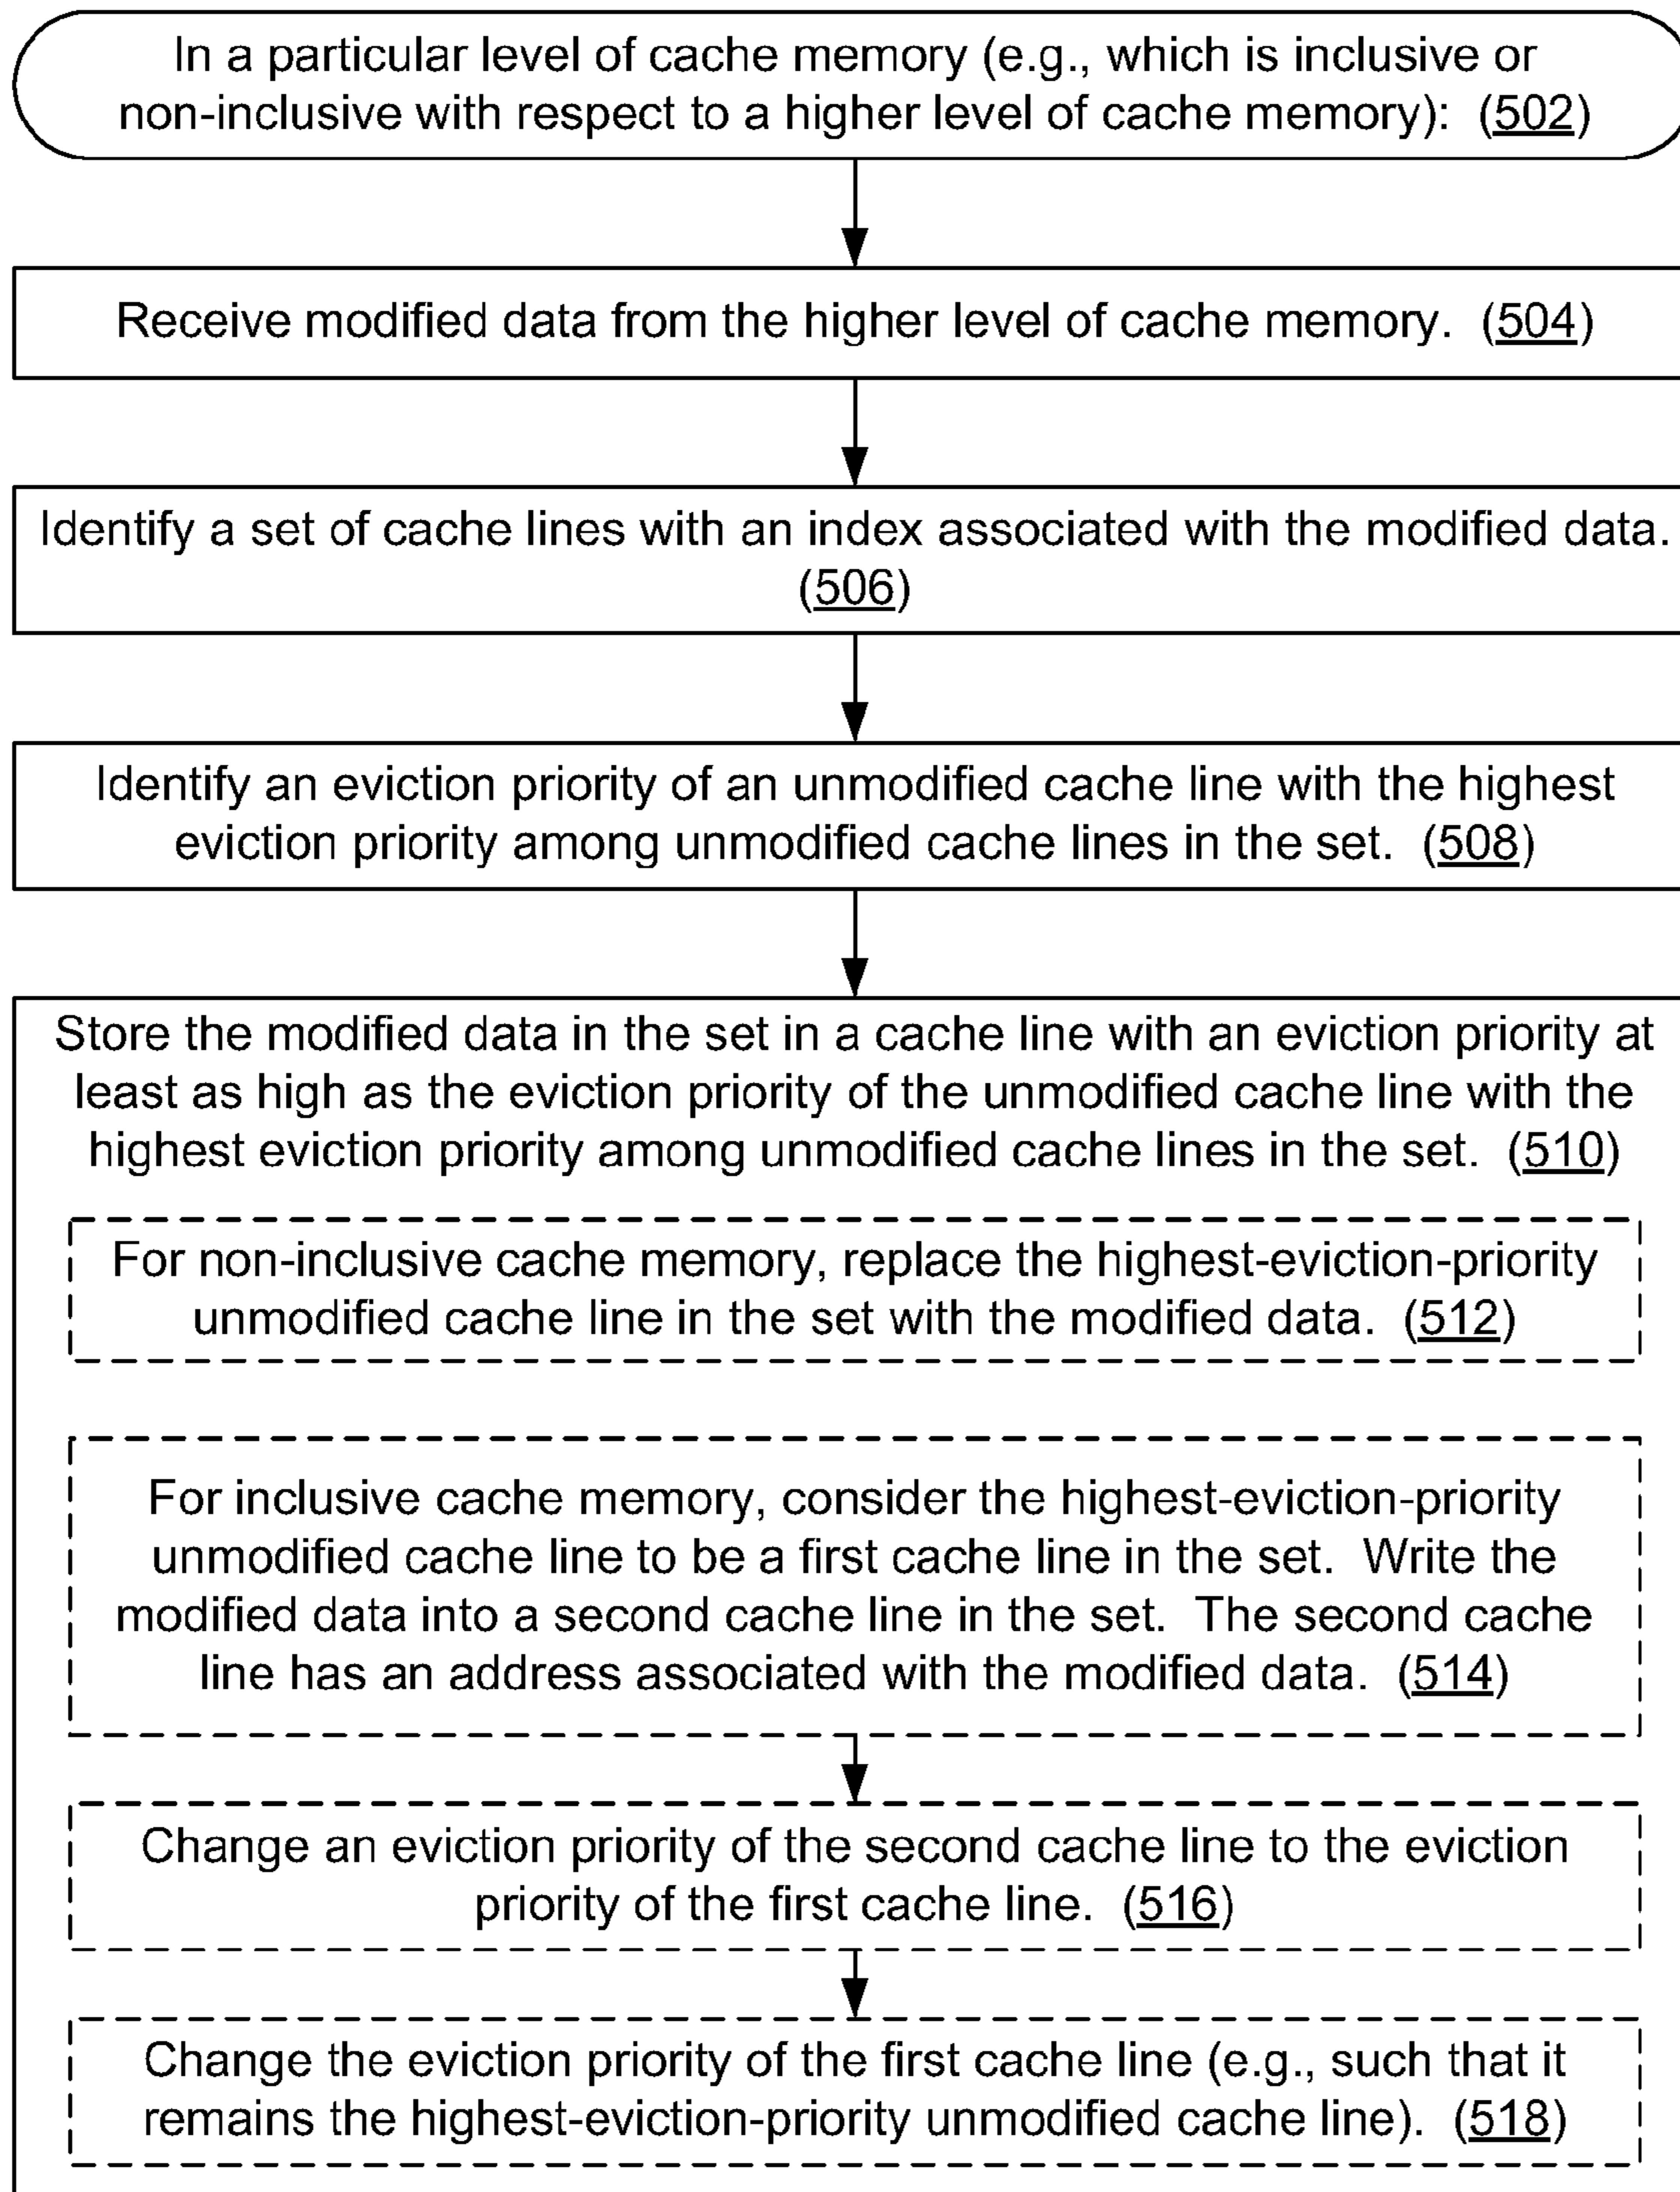 In a particular level of cache memory (e.g., which is inclusive or
non-inclusive with respect to a higher level of cache memory): (502)
Receive modified data from the higher level of cache memory. (504)
Identify a set of cache lines with an index associated with the modified data.
(506)
Identify an eviction priority of an unmodified cache line with the highest
eviction priority among unmodified cache lines in the set. (508)
Store the modified data in the set in a cache line with an eviction priority at
least as high as the eviction priority of the unmodified cache line with the
highest eviction priority among unmodified cache lines in the set. (510)
For non-inclusive cache memory, replace the highest-eviction-priority
unmodified cache line in the set with the modified data. (512)
For inclusive cache memory, consider the highest-eviction-priority
unmodified cache line to be a first cache line in the set. Write the
modified data into a second cache line in the set. The second cache
line has an address associated with the modified data. (514)
Change an eviction priority of the second cache line to the eviction
priority of the first cache line. (516)
Change the eviction priority of the first cache line (e.g., such that it
remains the highest-eviction-priority unmodified cache line). (518)